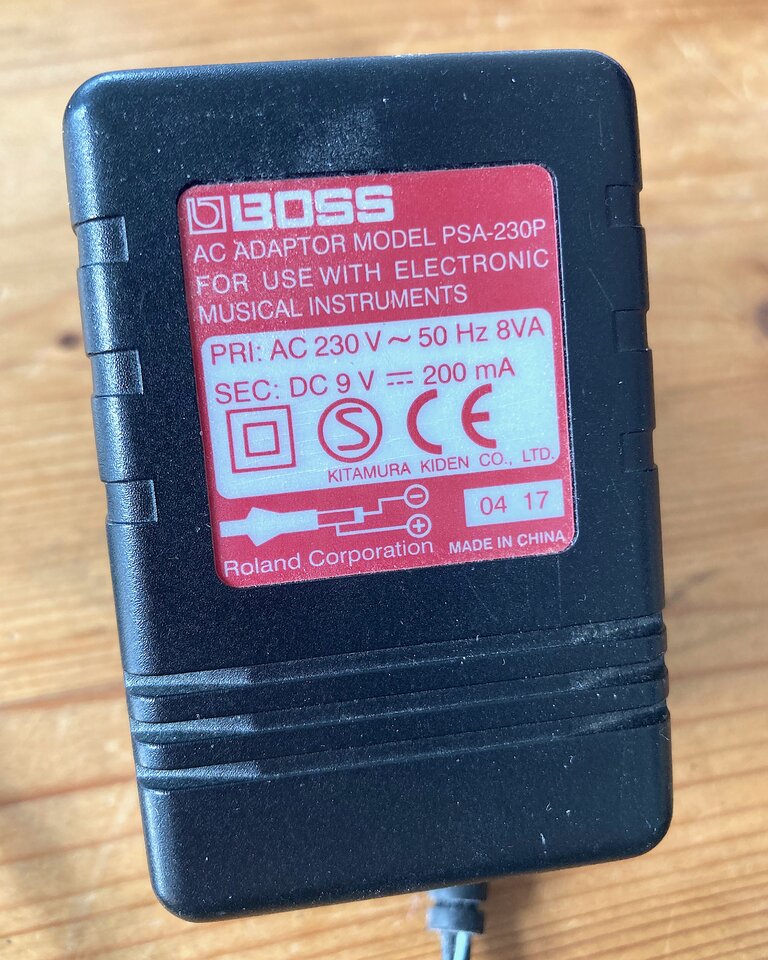 BOSS
AC ADAPTOR MODEL PSA-230P
FOR USE WITH ELECTRONIC
MUSICAL INSTRUMENTS
PRI: AC 230 V ~ 50 Hz 8VA
SEC: DC 9 V ⎓ 200 mA
S CE
KITAMURA KIDEN CO., LTD.
− +
04 17
Roland Corporation MADE IN CHINA